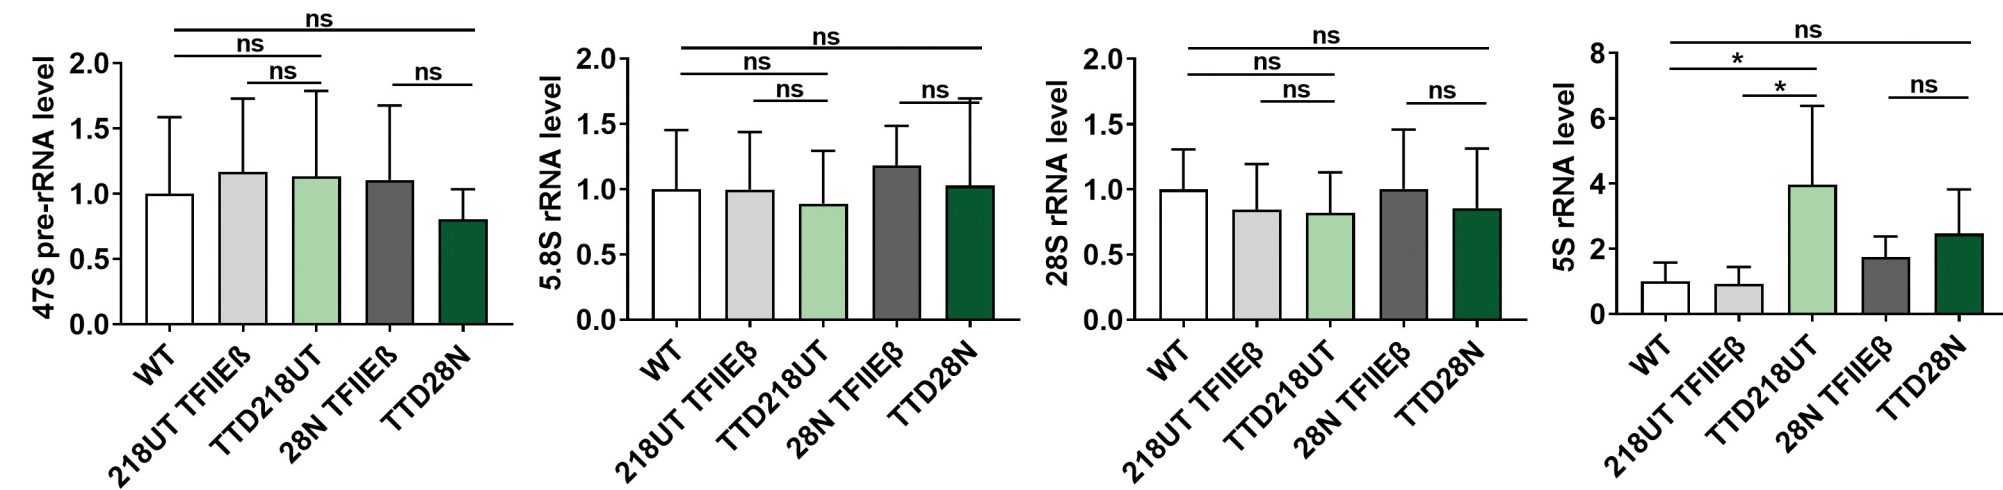 ns
ns
ns
ns
47S pre-rRNA level
2.0
1.5
1.0
0.5
0.0
WT
218UT TFIIEß
TTD218UT
28N TFIIEß
TTD28N
ns
ns
ns
ns
5.8S rRNA level
2.0
1.5
1.0
0.5
0.0
WT
218UT TFIIEβ
TTD218UT
28N TFIIEβ
TTD28N
ns
ns
ns
ns
28S rRNA level
2.0
1.5
1.0
0.5
0.0
WT
218UT TFIIEβ
TTD218UT
28N TFIIEβ
TTD28N
ns
*
*
ns
5S rRNA level
8
6
4
2
0
WT
218UT TFIIEβ
TTD218UT
28N TFIIEβ
TTD28N